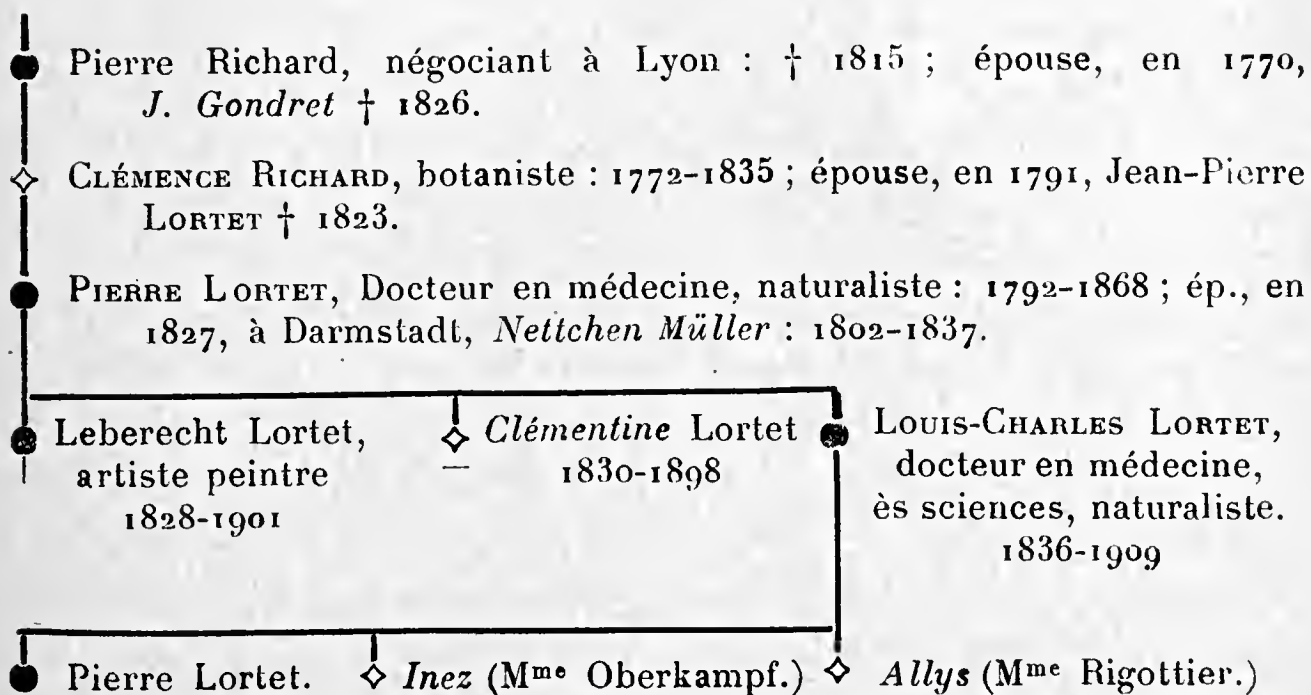 Pierre Richard, négociant à Lyon : † 1815 ; épouse, en 1770,
J. Gondret † 1826.
CLÉMENCE RICHARD, botaniste : 1772-1835 ; épouse, en 1791, Jean-Pierre
LORTET † 1823.
PIERRE LORTET, Docteur en médecine, naturaliste : 1792-1868 ; ép., en
1827, à Darmstadt, Nettchen Müller : 1802-1837.
Leberecht Lortet,
artiste peintre
1828-1901
Clémentine Lortet
1830-1898
LOUIS-CHARLES LORTET,
docteur en médecine,
ès sciences, naturaliste.
1836-1909
Pierre Lortet. Inez (Mme Oberkampf.) Allys (Mme Rigottier.)